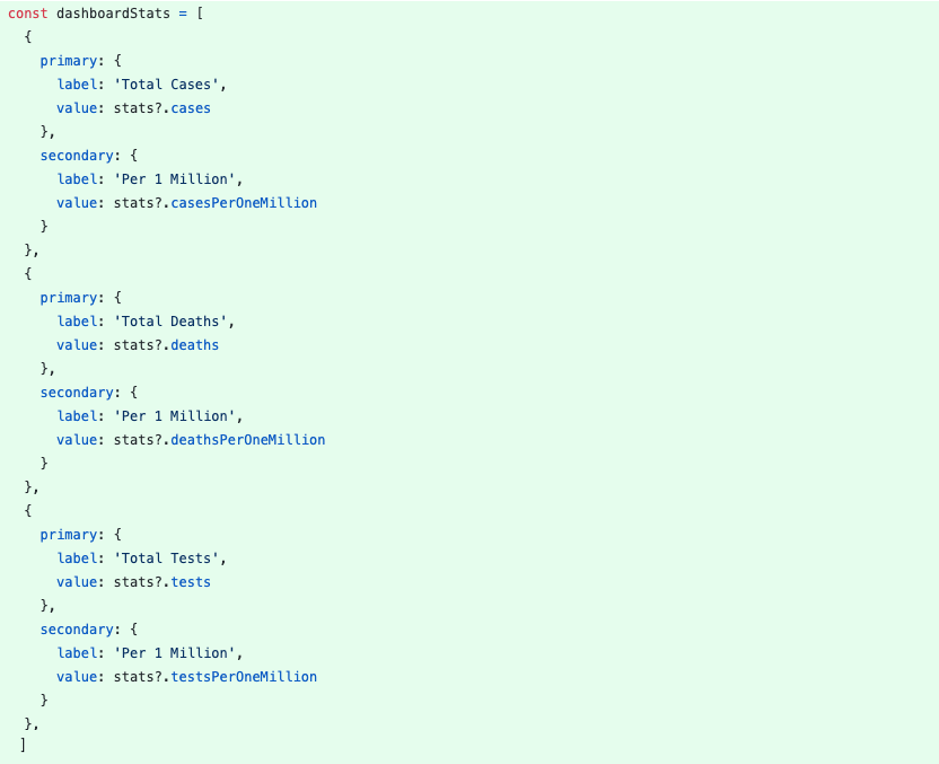 const dashboardStats = [
  {
    primary: {
      label: 'Total Cases',
      value: stats?.cases
    },
    secondary: {
      label: 'Per 1 Million',
      value: stats?.casesPerOneMillion
    }
  },
  {
    primary: {
      label: 'Total Deaths',
      value: stats?.deaths
    },
    secondary: {
      label: 'Per 1 Million',
      value: stats?.deathsPerOneMillion
    }
  },
  {
    primary: {
      label: 'Total Tests',
      value: stats?.tests
    },
    secondary: {
      label: 'Per 1 Million',
      value: stats?.testsPerOneMillion
    }
  },
 ]